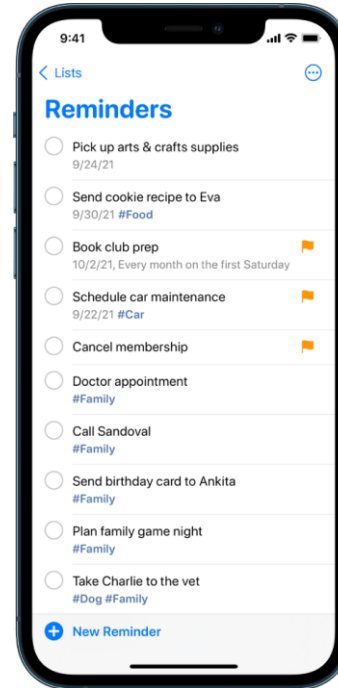 9:41
Lists
Reminders
Pick up arts & crafts supplies
9/24/21
Send cookie recipe to Eva
9/30/21 #Food
Book club prep
10/2/21, Every month on the first Saturday
Schedule car maintenance
9/22/21 #Car
Cancel membership
Doctor appointment
#Family
Call Sandoval
#Family
Send birthday card to Ankita
#Family
Plan family game night
#Family
Take Charlie to the vet
#Dog #Family
New Reminder